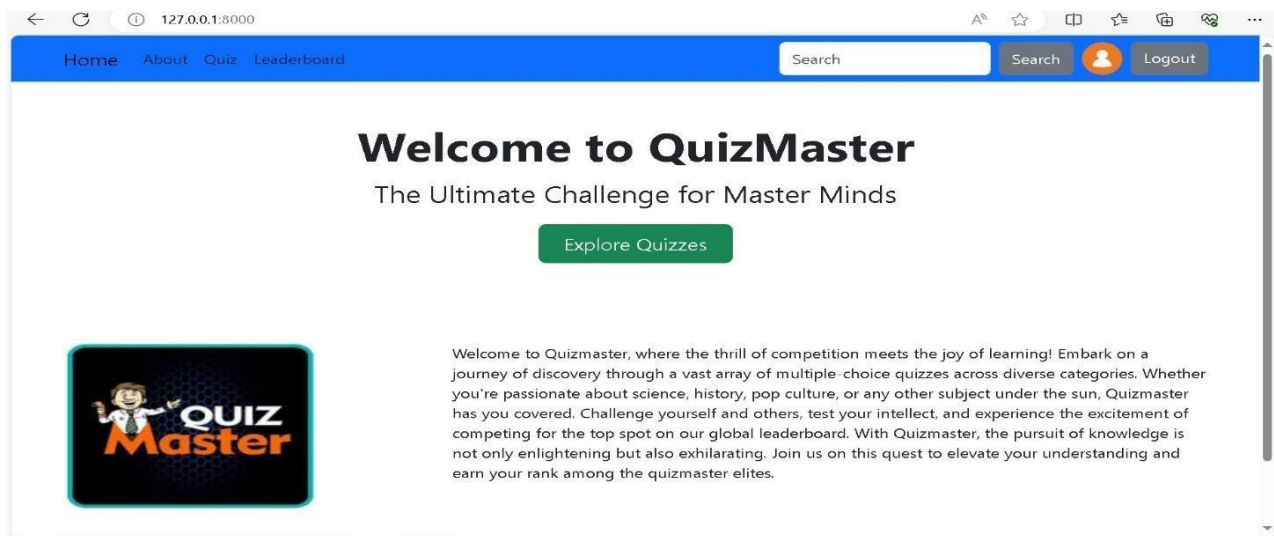 127.0.0.1:8000
Home About Quiz Leaderboard Search Search Logout
Welcome to QuizMaster
The Ultimate Challenge for Master Minds
Explore Quizzes
QUIZ
Master
Welcome to Quizmaster, where the thrill of competition meets the joy of learning! Embark on a
journey of discovery through a vast array of multiple-choice quizzes across diverse categories. Whether
you're passionate about science, history, pop culture, or any other subject under the sun, Quizmaster
has you covered. Challenge yourself and others, test your intellect, and experience the excitement of
competing for the top spot on our global leaderboard. With Quizmaster, the pursuit of knowledge is
not only enlightening but also exhilarating. Join us on this quest to elevate your understanding and
earn your rank among the quizmaster elites.